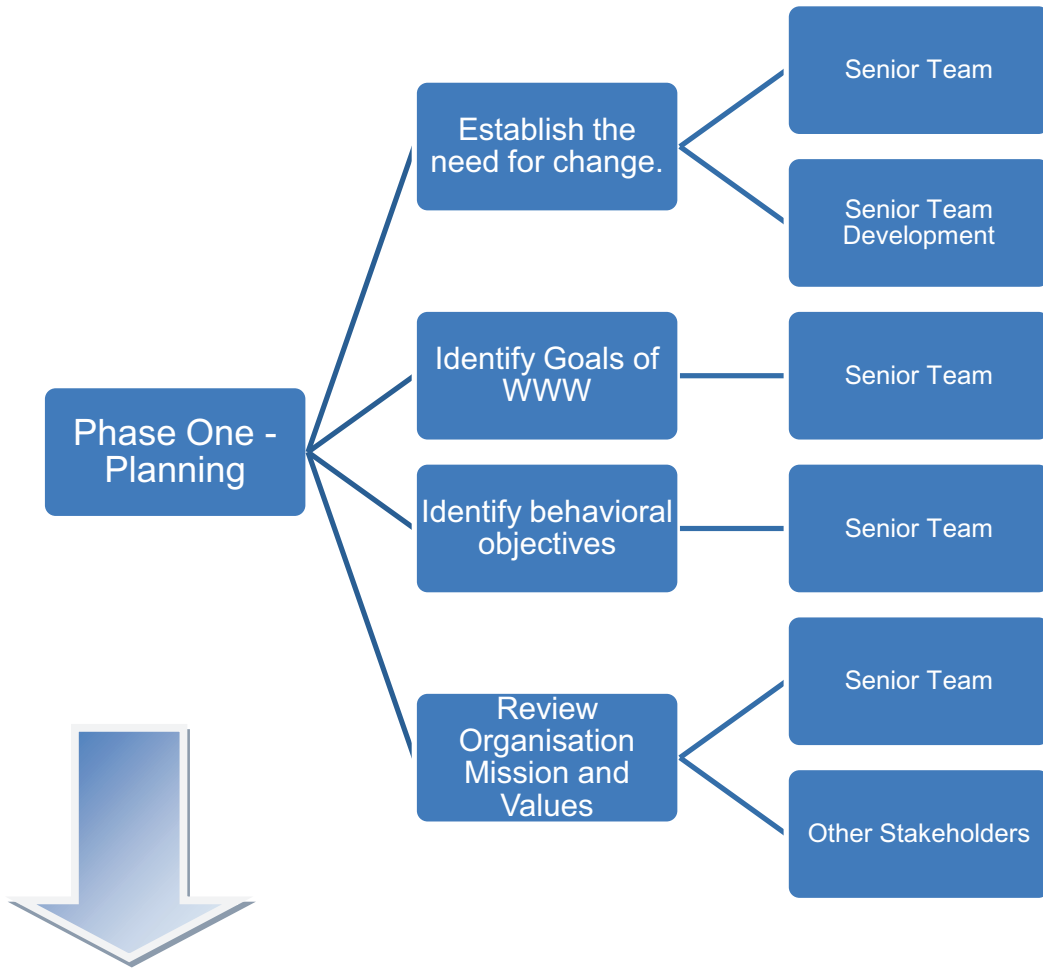 Phase One -
Planning
Establish the
need for change.
Senior Team
Senior Team
Development
Identify Goals of
WWW
Senior Team
Identify behavioral
objectives
Senior Team
Review
Organisation
Mission and
Values
Senior Team
Other Stakeholders